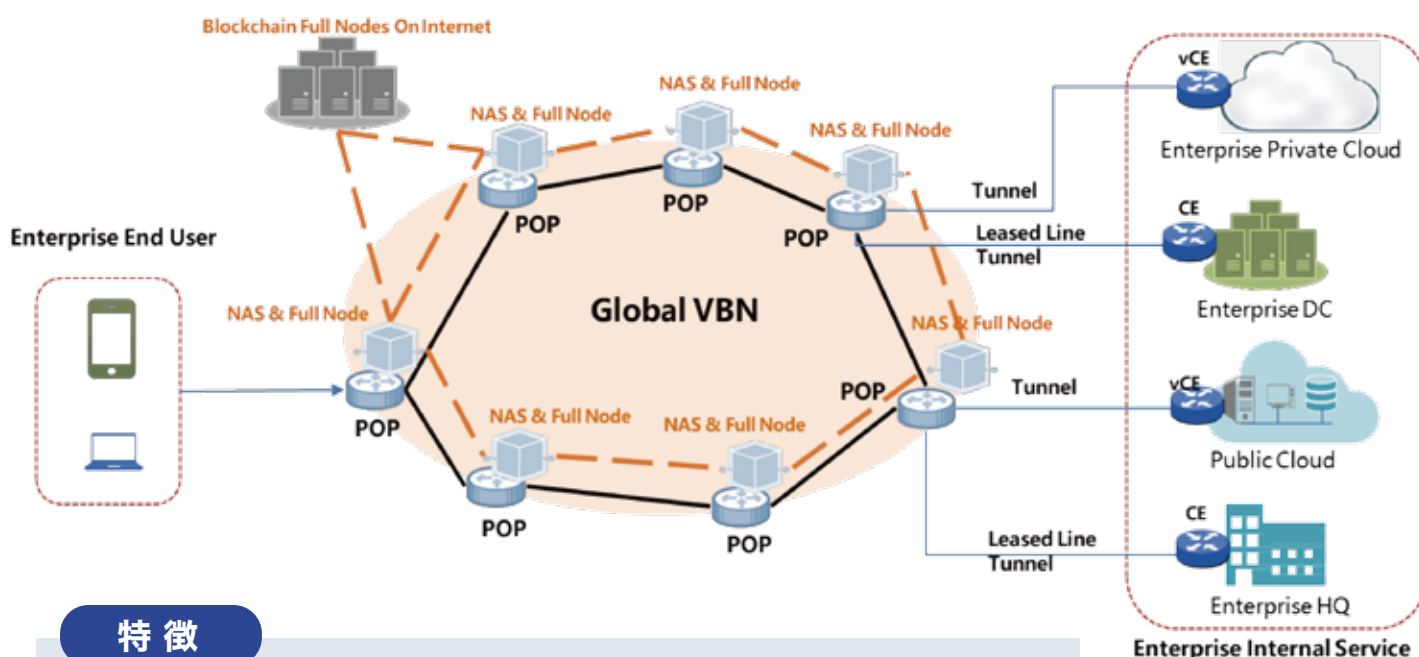 Blockchain Full Nodes On Internet
NAS & Full Node
NAS & Full Node
NAS & Full Node
vCE
Enterprise Private Cloud
Tunnel
POP
POP
POP
CE
Leased Line
Tunnel
Enterprise DC
Enterprise End User
Global VBN
NAS & Full Node
NAS & Full Node
POP
POP
Tunnel
vCE
Public Cloud
NAS & Full Node
NAS & Full Node
POP
POP
Leased Line
Tunnel
CE
Enterprise HQ
Enterprise Internal Service
特徴